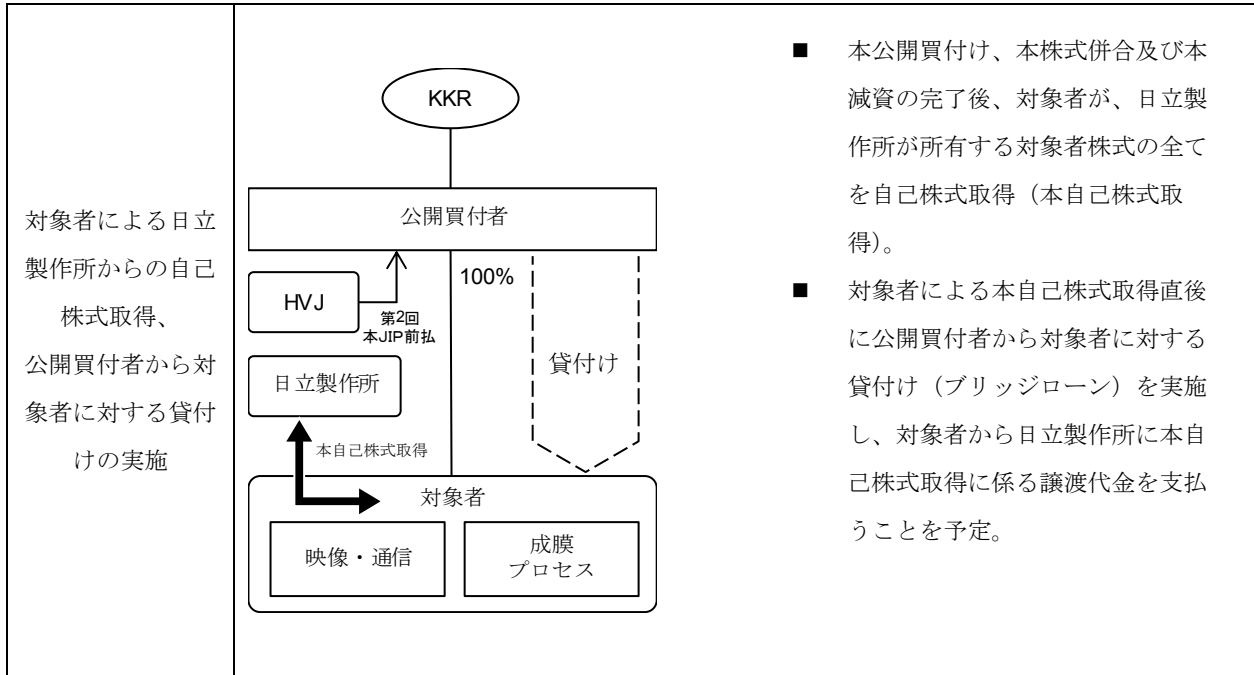 対象者による日立
製作所からの自己
株式取得、
公開買付者から対
象者に対する貸付
けの実施
KKR
公開買付者
100%
HVJ
第2回
本JIP前払
貸付け
日立製作所
本自己株式取得
対象者
映像・通信
成膜
プロセス
■ 本公開買付け、本株式併合及び本
減資の完了後、対象者が、日立製
作所が所有する対象者株式の全て
を自己株式取得（本自己株式取
得）。
■ 対象者による本自己株式取得直後
に公開買付者から対象者に対する
貸付け（ブリッジローン）を実施
し、対象者から日立製作所に本自
己株式取得に係る譲渡代金を支払
うことを予定。